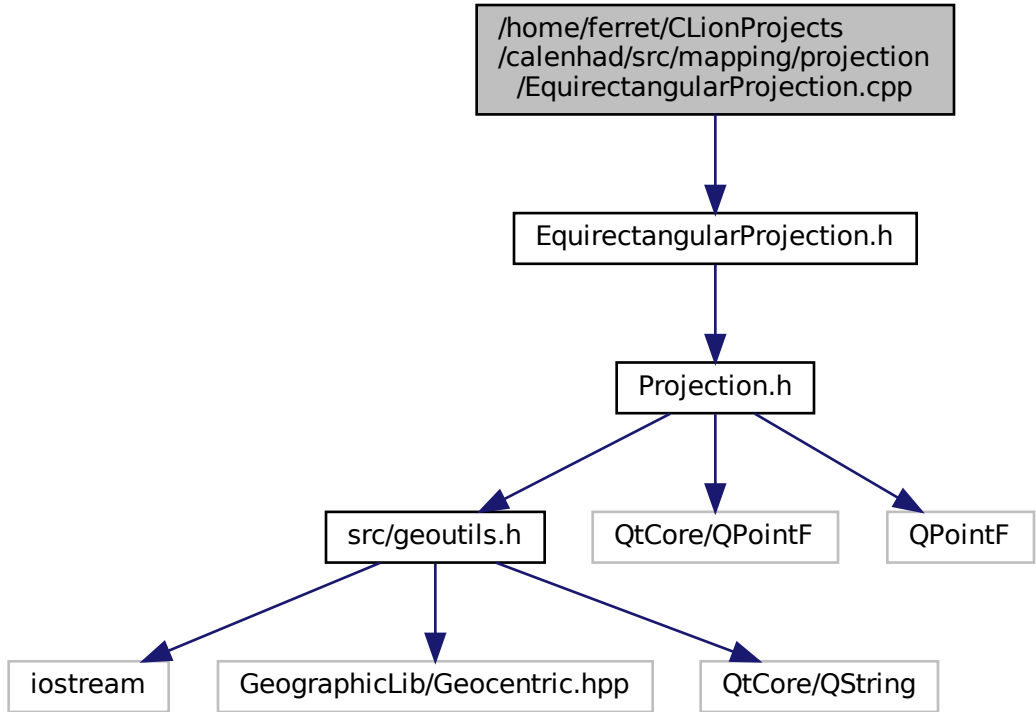 /home/ferret/CLionProjects
/calenhad/src/mapping/projection
/EquirectangularProjection.cpp
EquirectangularProjection.h
Projection.h
src/geoutils.h
QtCore/QPointF
QPointF
iostream
GeographicLib/Geocentric.hpp
QtCore/QString